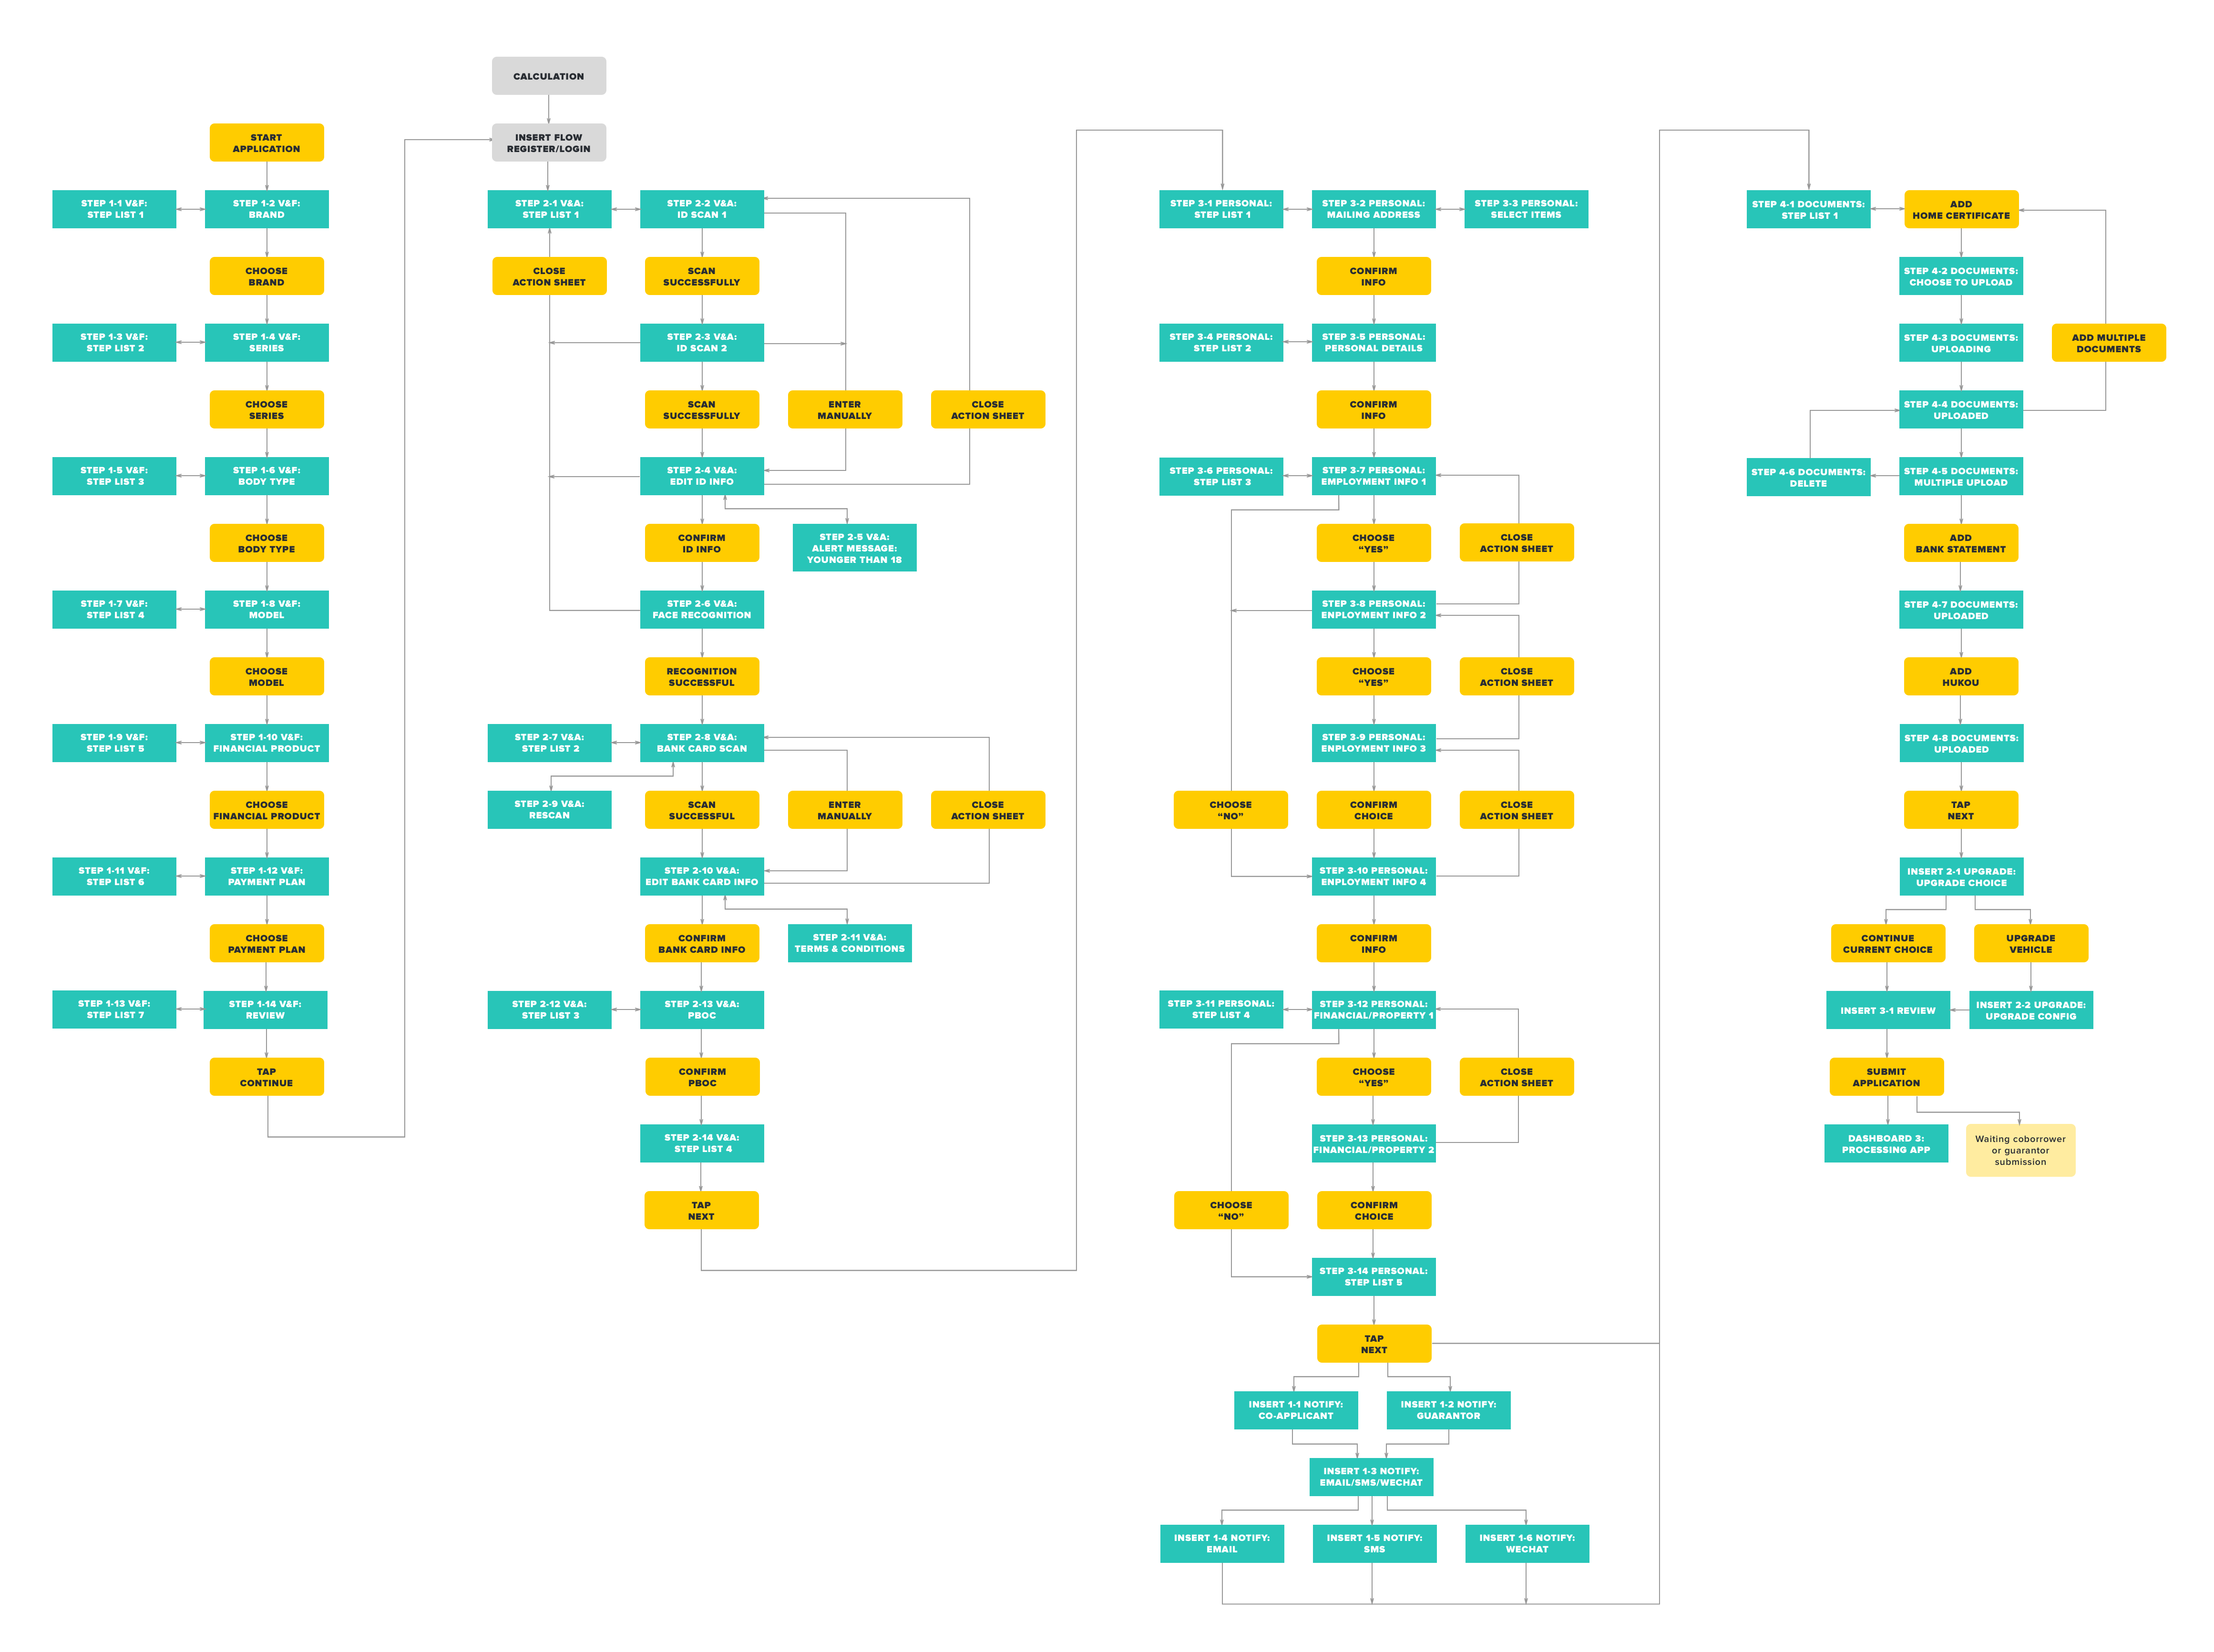 CALCULATION
INSERT FLOW
REGISTER/LOGIN
START
APPLICATION
STEP 1-1 V&F:
STEP LIST 1
STEP 1-2 V&F:
BRAND
CHOOSE
BRAND
STEP 1-3 V&F:
STEP LIST 2
STEP 1-4 V&F:
SERIES
CHOOSE
SERIES
STEP 1-5 V&F:
STEP LIST 3
STEP 1-6 V&F:
BODY TYPE
CHOOSE
BODY TYPE
STEP 1-7 V&F:
STEP LIST 4
STEP 1-8 V&F:
MODEL
CHOOSE
MODEL
STEP 1-9 V&F:
STEP LIST 5
STEP 1-10 V&F:
FINANCIAL PRODUCT
CHOOSE
FINANCIAL PRODUCT
STEP 1-11 V&F:
STEP LIST 6
STEP 1-12 V&F:
PAYMENT PLAN
CHOOSE
PAYMENT PLAN
STEP 1-13 V&F:
STEP LIST 7
STEP 1-14 V&F:
REVIEW
TAP
CONTINUE
STEP 2-1 V&A:
STEP LIST 1
STEP 2-2 V&A:
ID SCAN 1
CLOSE
ACTION SHEET
SCAN
SUCCESSFULLY
STEP 2-3 V&A:
ID SCAN 2
SCAN
SUCCESSFULLY
ENTER
MANUALLY
CLOSE
ACTION SHEET
STEP 2-4 V&A:
EDIT ID INFO
CONFIRM
ID INFO
STEP 2-5 V&A:
ALERT MESSAGE:
YOUNGER THAN 18
STEP 2-6 V&A:
FACE RECOGNITION
RECOGNITION
SUCCESSFUL
STEP 2-7 V&A:
STEP LIST 2
STEP 2-8 V&A:
BANK CARD SCAN
STEP 2-9 V&A:
RESCAN
SCAN
SUCCESSFUL
ENTER
MANUALLY
CLOSE
ACTION SHEET
STEP 2-10 V&A:
EDIT BANK CARD INFO
CONFIRM
BANK CARD INFO
STEP 2-11 V&A:
TERMS & CONDITIONS
STEP 2-12 V&A:
STEP LIST 3
STEP 2-13 V&A:
PBOC
CONFIRM
PBOC
STEP 2-14 V&A:
STEP LIST 4
TAP
NEXT
STEP 3-1 PERSONAL:
STEP LIST 1
STEP 3-2 PERSONAL:
MAILING ADDRESS
STEP 3-3 PERSONAL:
SELECT ITEMS
CONFIRM
INFO
STEP 3-4 PERSONAL:
STEP LIST 2
STEP 3-5 PERSONAL:
PERSONAL DETAILS
CONFIRM
INFO
STEP 3-6 PERSONAL:
STEP LIST 3
STEP 3-7 PERSONAL:
EMPLOYMENT INFO 1
CHOOSE
“YES”
CLOSE
ACTION SHEET
STEP 3-8 PERSONAL:
ENPLOYMENT INFO 2
CHOOSE
“YES”
CLOSE
ACTION SHEET
STEP 3-9 PERSONAL:
ENPLOYMENT INFO 3
CHOOSE
“NO”
CONFIRM
CHOICE
CLOSE
ACTION SHEET
STEP 3-10 PERSONAL:
ENPLOYMENT INFO 4
CONFIRM
INFO
STEP 3-11 PERSONAL:
STEP LIST 4
STEP 3-12 PERSONAL:
FINANCIAL/PROPERTY 1
CHOOSE
“YES”
CLOSE
ACTION SHEET
STEP 3-13 PERSONAL:
FINANCIAL/PROPERTY 2
CHOOSE
“NO”
CONFIRM
CHOICE
STEP 3-14 PERSONAL:
STEP LIST 5
TAP
NEXT
INSERT 1-1 NOTIFY:
CO-APPLICANT
INSERT 1-2 NOTIFY:
GUARANTOR
INSERT 1-3 NOTIFY:
EMAIL/SMS/WECHAT
INSERT 1-4 NOTIFY:
EMAIL
INSERT 1-5 NOTIFY:
SMS
INSERT 1-6 NOTIFY:
WECHAT
STEP 4-1 DOCUMENTS:
STEP LIST 1
ADD
HOME CERTIFICATE
STEP 4-2 DOCUMENTS:
CHOOSE TO UPLOAD
STEP 4-3 DOCUMENTS:
UPLOADING
ADD MULTIPLE
DOCUMENTS
STEP 4-4 DOCUMENTS:
UPLOADED
STEP 4-6 DOCUMENTS:
DELETE
STEP 4-5 DOCUMENTS:
MULTIPLE UPLOAD
ADD
BANK STATEMENT
STEP 4-7 DOCUMENTS:
UPLOADED
ADD
HUKOU
STEP 4-8 DOCUMENTS:
UPLOADED
TAP
NEXT
INSERT 2-1 UPGRADE:
UPGRADE CHOICE
CONTINUE
CURRENT CHOICE
UPGRADE
VEHICLE
INSERT 3-1 REVIEW
INSERT 2-2 UPGRADE:
UPGRADE CONFIG
SUBMIT
APPLICATION
DASHBOARD 3:
PROCESSING APP
Waiting coborrower
or guarantor
submission